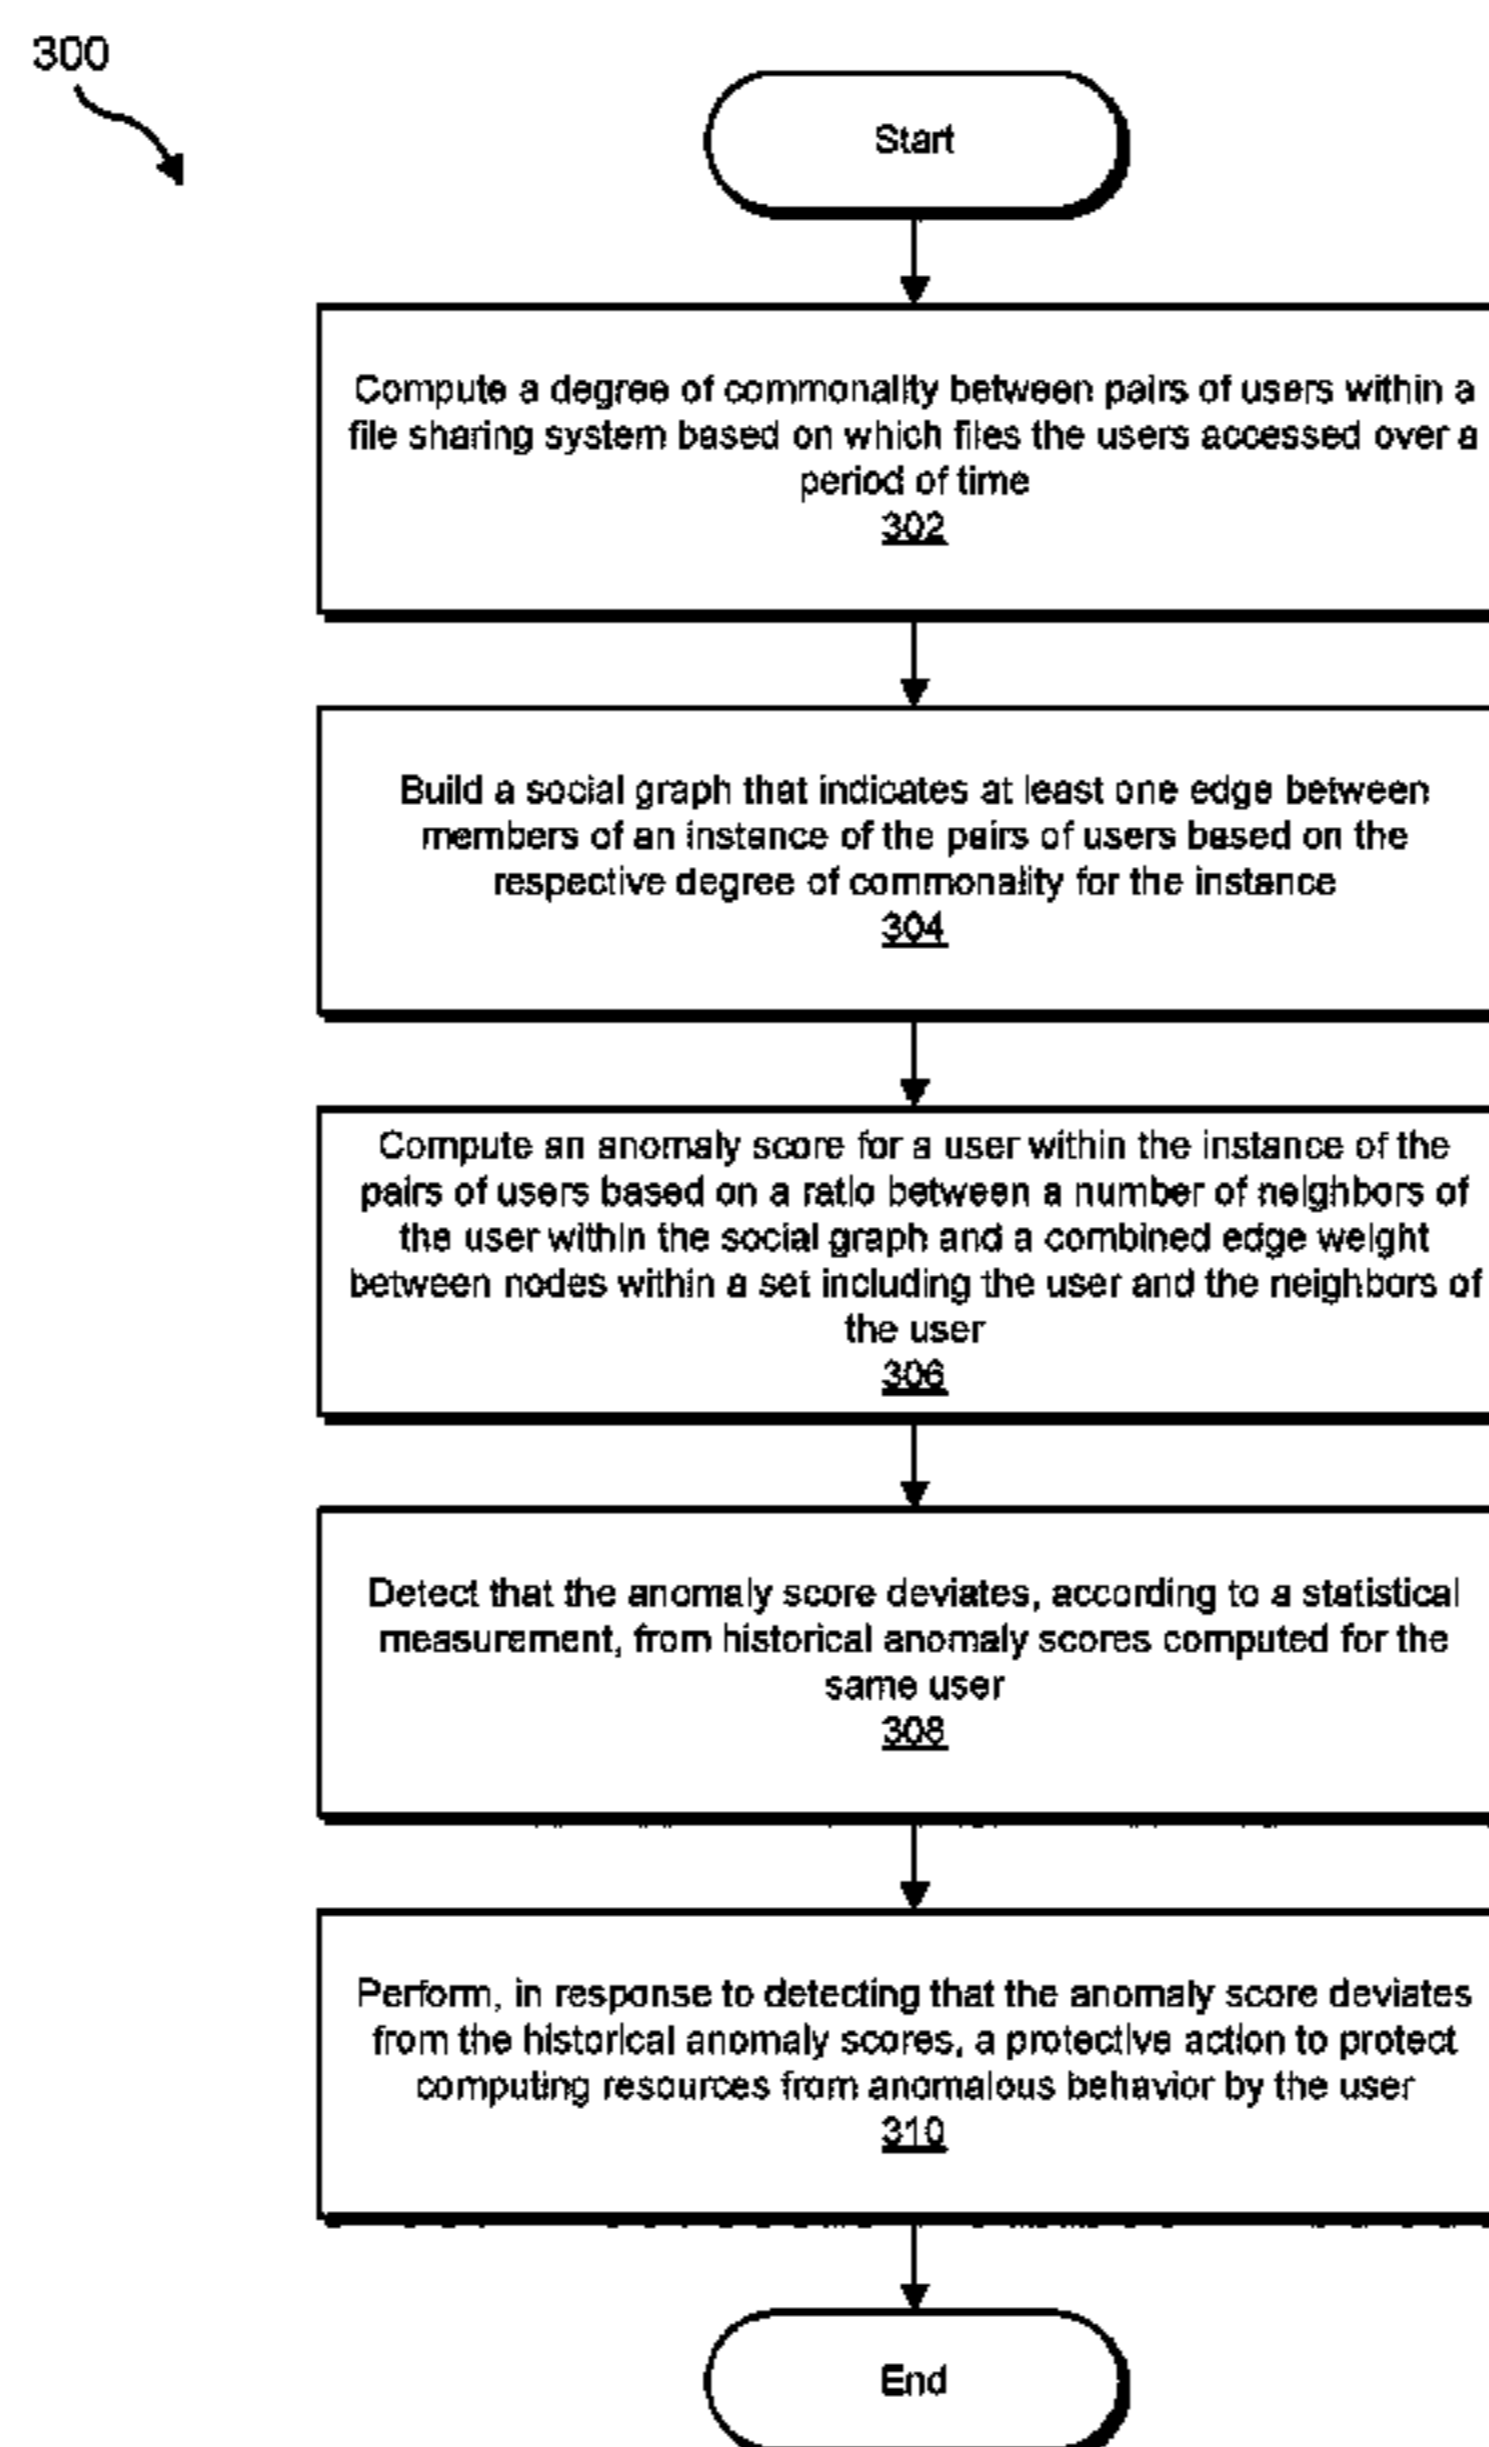 300
Start
Compute a degree of commonality between pairs of users within a
file sharing system based on which files the users accessed over a
period of time
302
Build a social graph that indicates at least one edge between
members of an instance of the pairs of users based on the
respective degree of commonality for the instance
304
Compute an anomaly score for a user within the instance of the
pairs of users based on a ratio between a number of neighbors of
the user within the social graph and a combined edge weight
between nodes within a set including the user and the neighbors of
the user
306
Detect that the anomaly score deviates, according to a statistical
measurement, from historical anomaly scores computed for the
same user
308
Perform, in response to detecting that the anomaly score deviates
from the historical anomaly scores, a protective action to protect
computing resources from anomalous behavior by the user
310
End